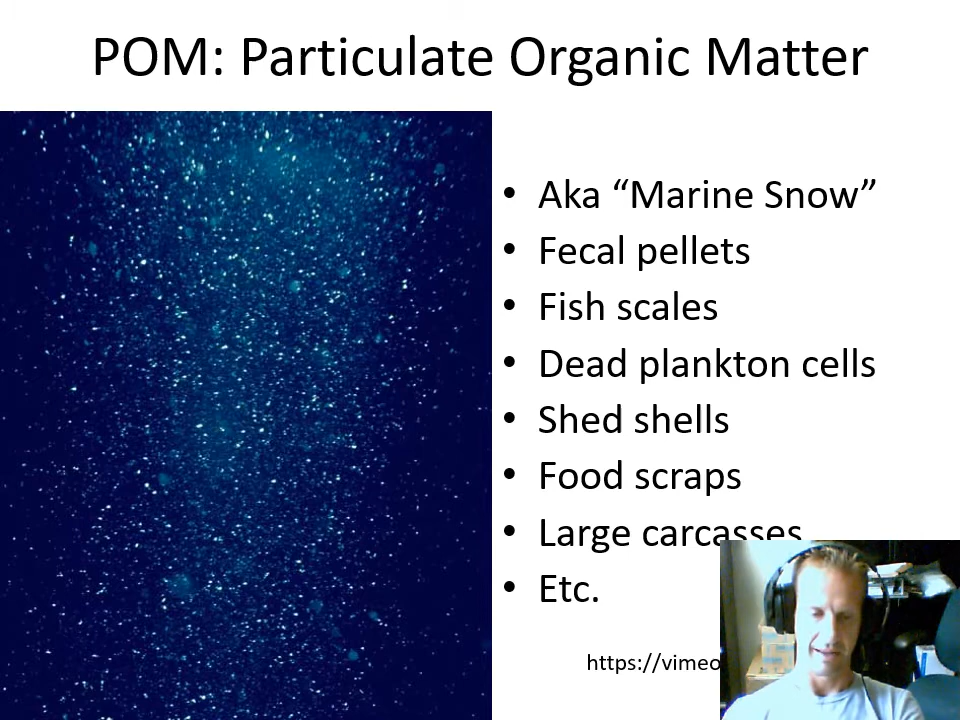 POM: Particulate Organic Matter
• Aka “Marine Snow”
• Fecal pellets
• Fish scales
• Dead plankton cells
• Shed shells
• Food scraps
• Large carcasses
• Etc.
https://vimeo